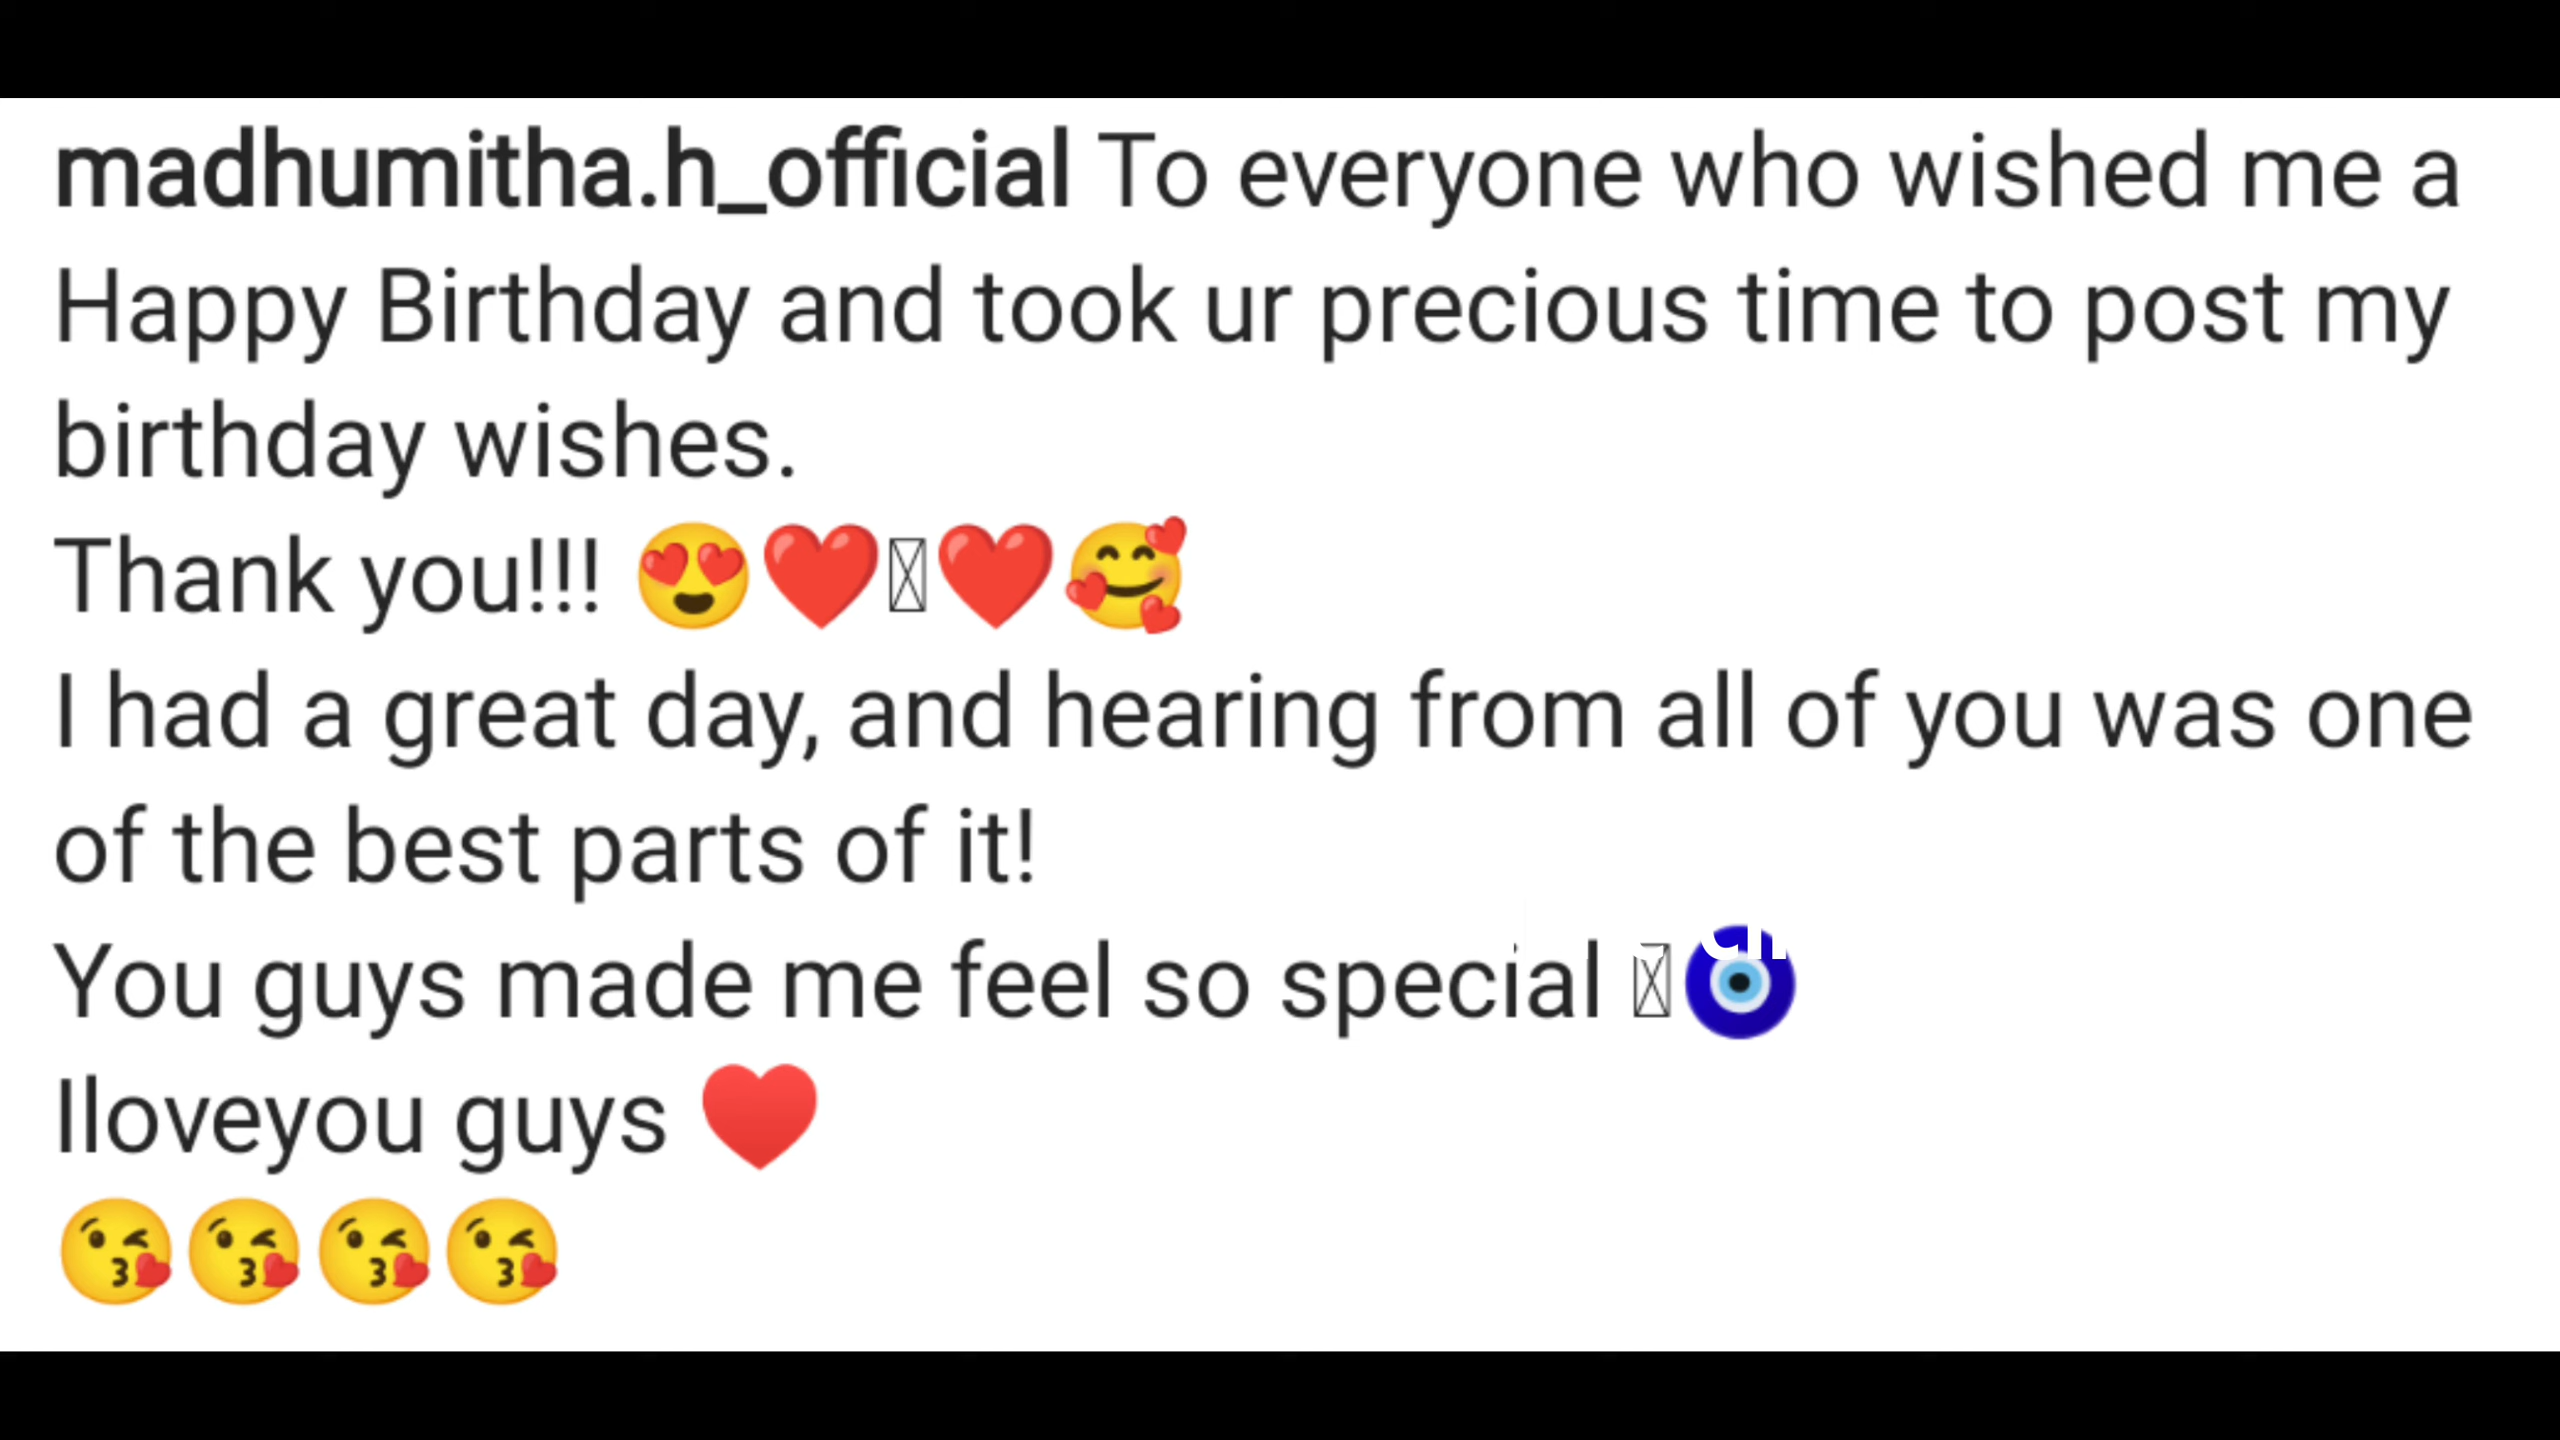 madhumitha.h_official To everyone who wished me a
Happy Birthday and took ur precious time to post my
birthday wishes.
Thank you!!! 😍❤️❤️🥰
I had a great day, and hearing from all of you was one
of the best parts of it!
You guys made me feel so special 🧿
Iloveyou guys ♥️
😘😘😘😘